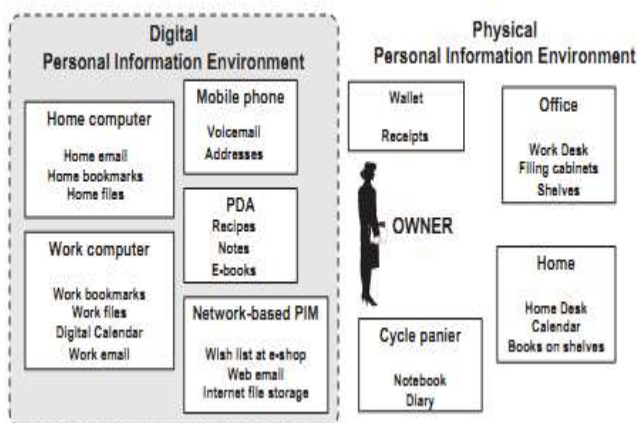 Digital
Personal Information Environment
Home computer
Home email
Home bookmarks
Home files
Work computer
Work bookmarks
Work files
Digital Calendar
Work email
Mobile phone
Voicemail
Addresses
PDA
Recipes
Notes
E-books
Network-based PIM
Wish list at e-shop
Web email
Internet file storage
Physical
Personal Information Environment
Wallet
Receipts
Office
Work Desk
Filing cabinets
Shelves
OWNER
Home
Home Desk
Calendar
Books on shelves
Cycle panier
Notebook
Diary